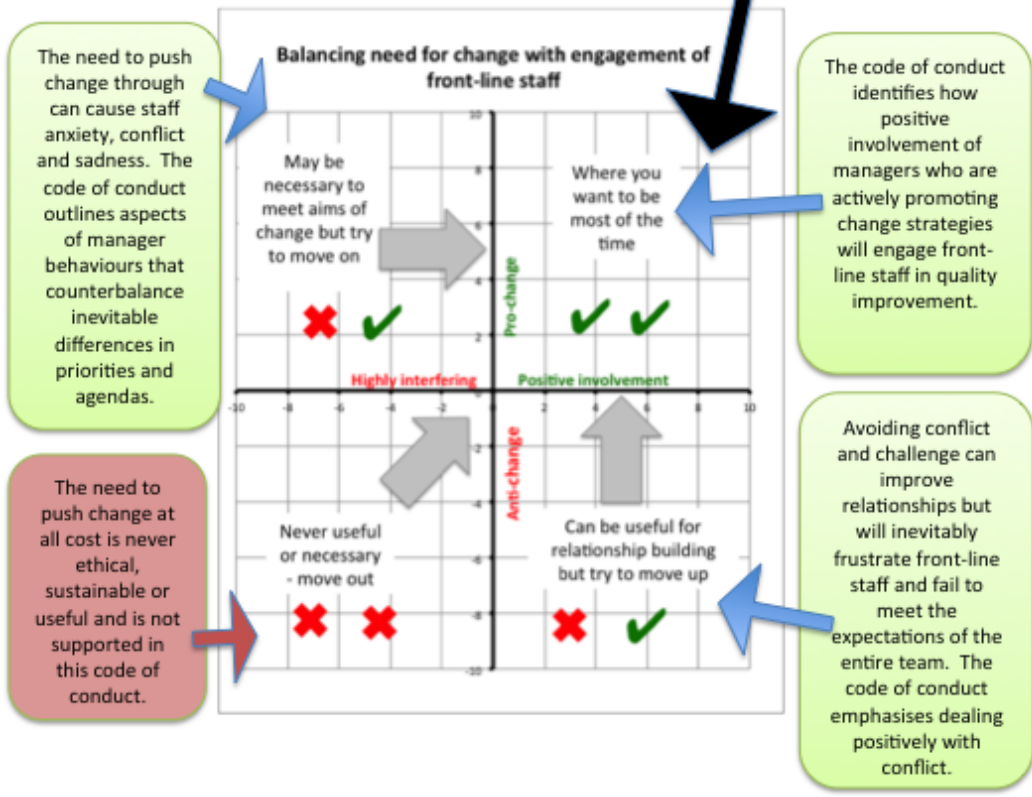 Balancing need for change with engagement of
front-line staff
The need to push
change through
can cause staff
anxiety, conflict
and sadness. The
code of conduct
outlines aspects
of manager
behaviours that
counterbalance
inevitable
differences in
priorities and
agendas.
The need to
push change at
all cost is never
ethical,
sustainable or
useful and is not
supported in
this code of
conduct.
May be
necessary to
meet aims of
change but try
to move on
Where you
want to be
most of the
time
Pro-change
Highly interfering
Positive involvement
Anti-change
Never useful
or necessary
- move out
Can be useful for
relationship building
but try to move up
10
8
6
4
2
0
-2
-4
-6
-8
-10
-10
-8
-6
-4
-2
2
4
6
8
10
The code of conduct
identifies how
positive
involvement of
managers who are
actively promoting
change strategies
will engage front-
line staff in quality
improvement.
Avoiding conflict
and challenge can
improve
relationships but
will inevitably
frustrate front-line
staff and fail to
meet the
expectations of the
entire team. The
code of conduct
emphasises dealing
positively with
conflict.